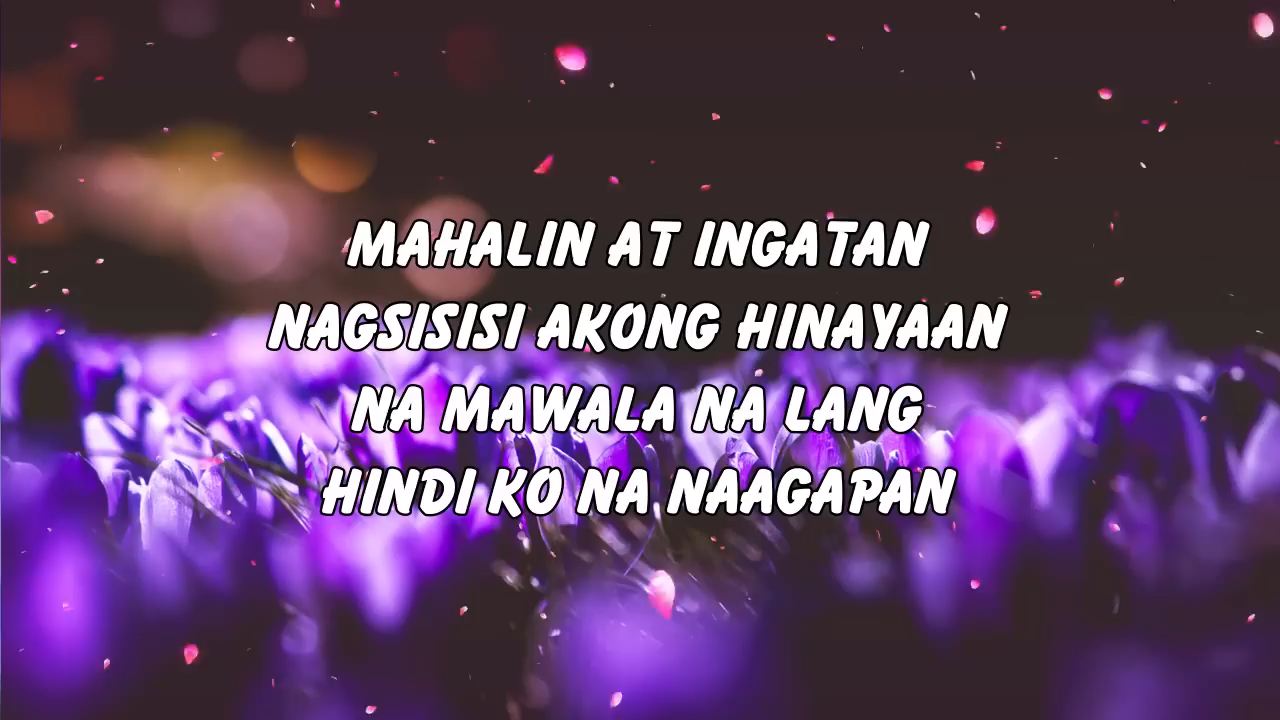 MAHALIN AT INGATAN
NAGSISISI AKONG HINAYAAN
NA MAWALA NA LANG
HINDI KO NA NAAGAPAN